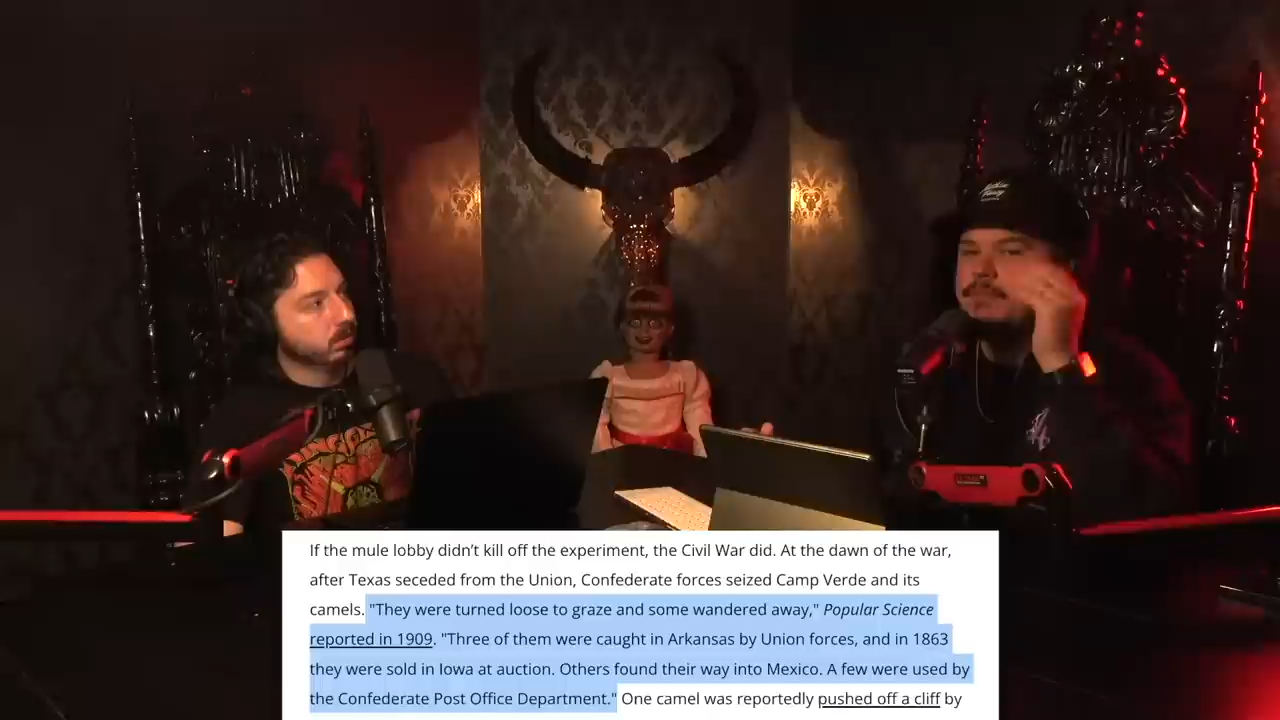 If the mule lobby didn’t kill off the experiment, the Civil War did. At the dawn of the war,
after Texas seceded from the Union, Confederate forces seized Camp Verde and its
camels. "They were turned loose to graze and some wandered away," Popular Science
reported in 1909. "Three of them were caught in Arkansas by Union forces, and in 1863
they were sold in Iowa at auction. Others found their way into Mexico. A few were used by
the Confederate Post Office Department." One camel was reportedly pushed off a cliff by